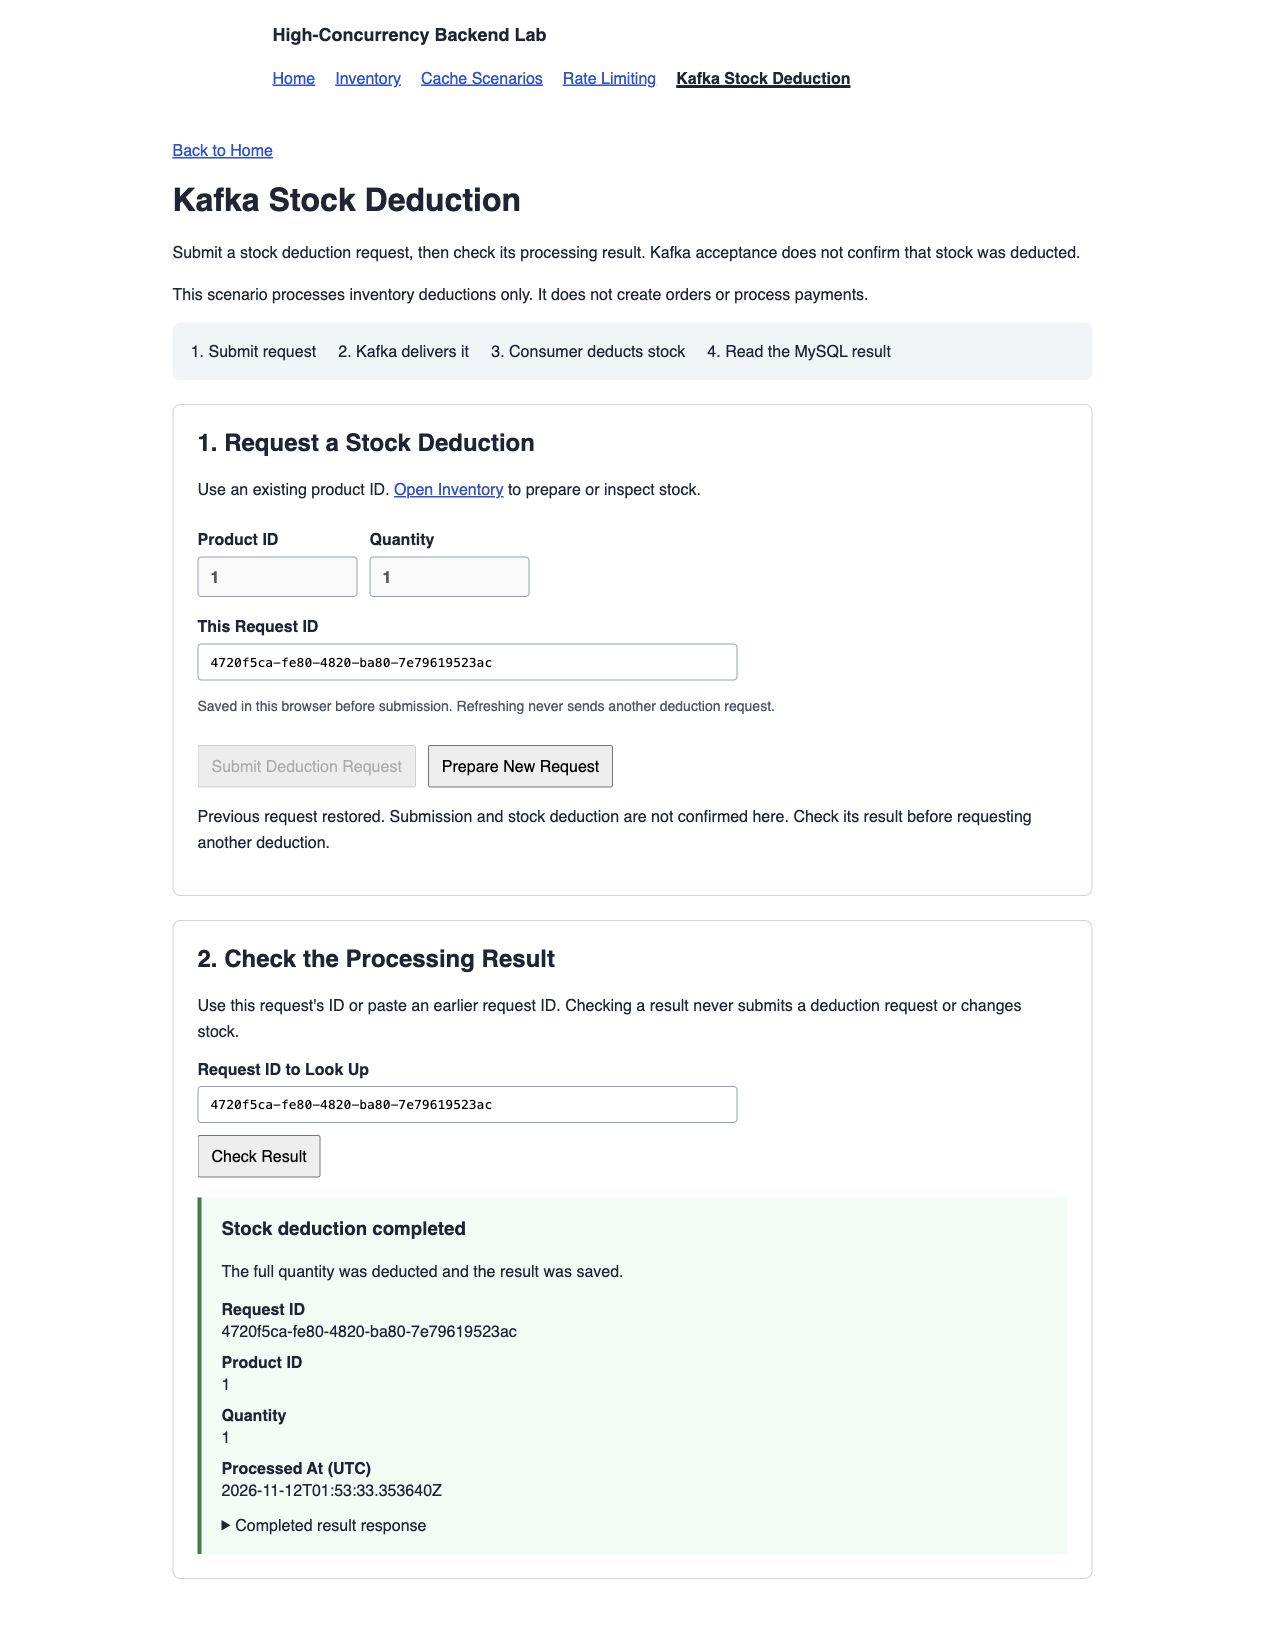 High-Concurrency Backend Lab
Home Inventory Cache Scenarios Rate Limiting Kafka Stock Deduction
Back to Home
Kafka Stock Deduction
Submit a stock deduction request, then check its processing result. Kafka acceptance does not confirm that stock was deducted.
This scenario processes inventory deductions only. It does not create orders or process payments.
1. Submit request 2. Kafka delivers it 3. Consumer deducts stock 4. Read the MySQL result
1. Request a Stock Deduction
Use an existing product ID. Open Inventory to prepare or inspect stock.
Product ID Quantity
1 1
This Request ID
4720f5ca-fe80-4820-ba80-7e79619523ac
Saved in this browser before submission. Refreshing never sends another deduction request.
Submit Deduction Request Prepare New Request
Previous request restored. Submission and stock deduction are not confirmed here. Check its result before requesting
another deduction.
2. Check the Processing Result
Use this request's ID or paste an earlier request ID. Checking a result never submits a deduction request or changes
stock.
Request ID to Look Up
4720f5ca-fe80-4820-ba80-7e79619523ac
Check Result
Stock deduction completed
The full quantity was deducted and the result was saved.
Request ID
4720f5ca-fe80-4820-ba80-7e79619523ac
Product ID
1
Quantity
1
Processed At (UTC)
2026-11-12T01:53:33.353640Z
Completed result response